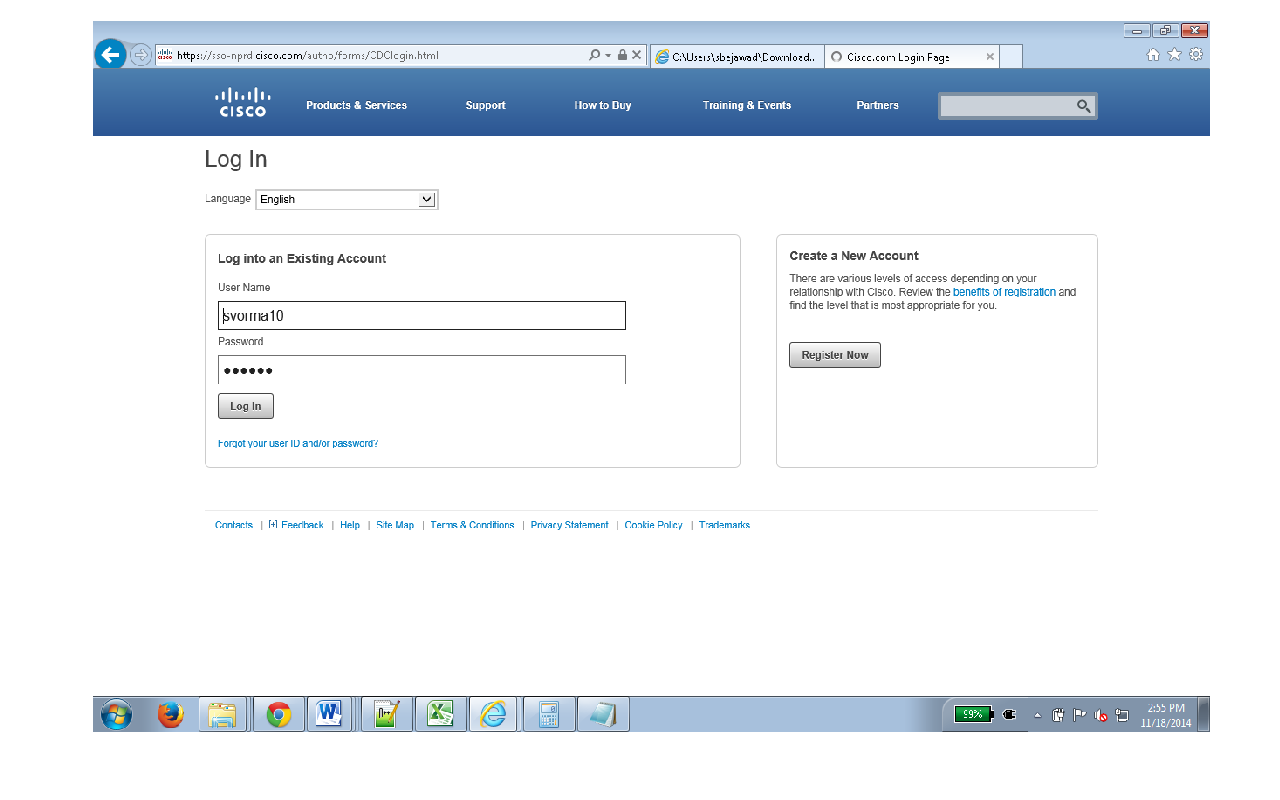 https://sso-nprd.cisco.com/autho/forms/CDClogin.html
C:\Users\sbejawad\Download...
Cisco.com Login Page
CISCO
Products & Services
Support
How to Buy
Training & Events
Partners
Log In
Language English
Log into an Existing Account
User Name
svorma10
Password
Log In
Forgot your user ID and/or password?
Create a New Account
There are various levels of access depending on your
relationship with Cisco. Review the benefits of registration and
find the level that is most appropriate for you.
Register Now
Contacts | [+] Feedback | Help | Site Map | Terms & Conditions | Privacy Statement | Cookie Policy | Trademarks
99%
2:55 PM
11/18/2014